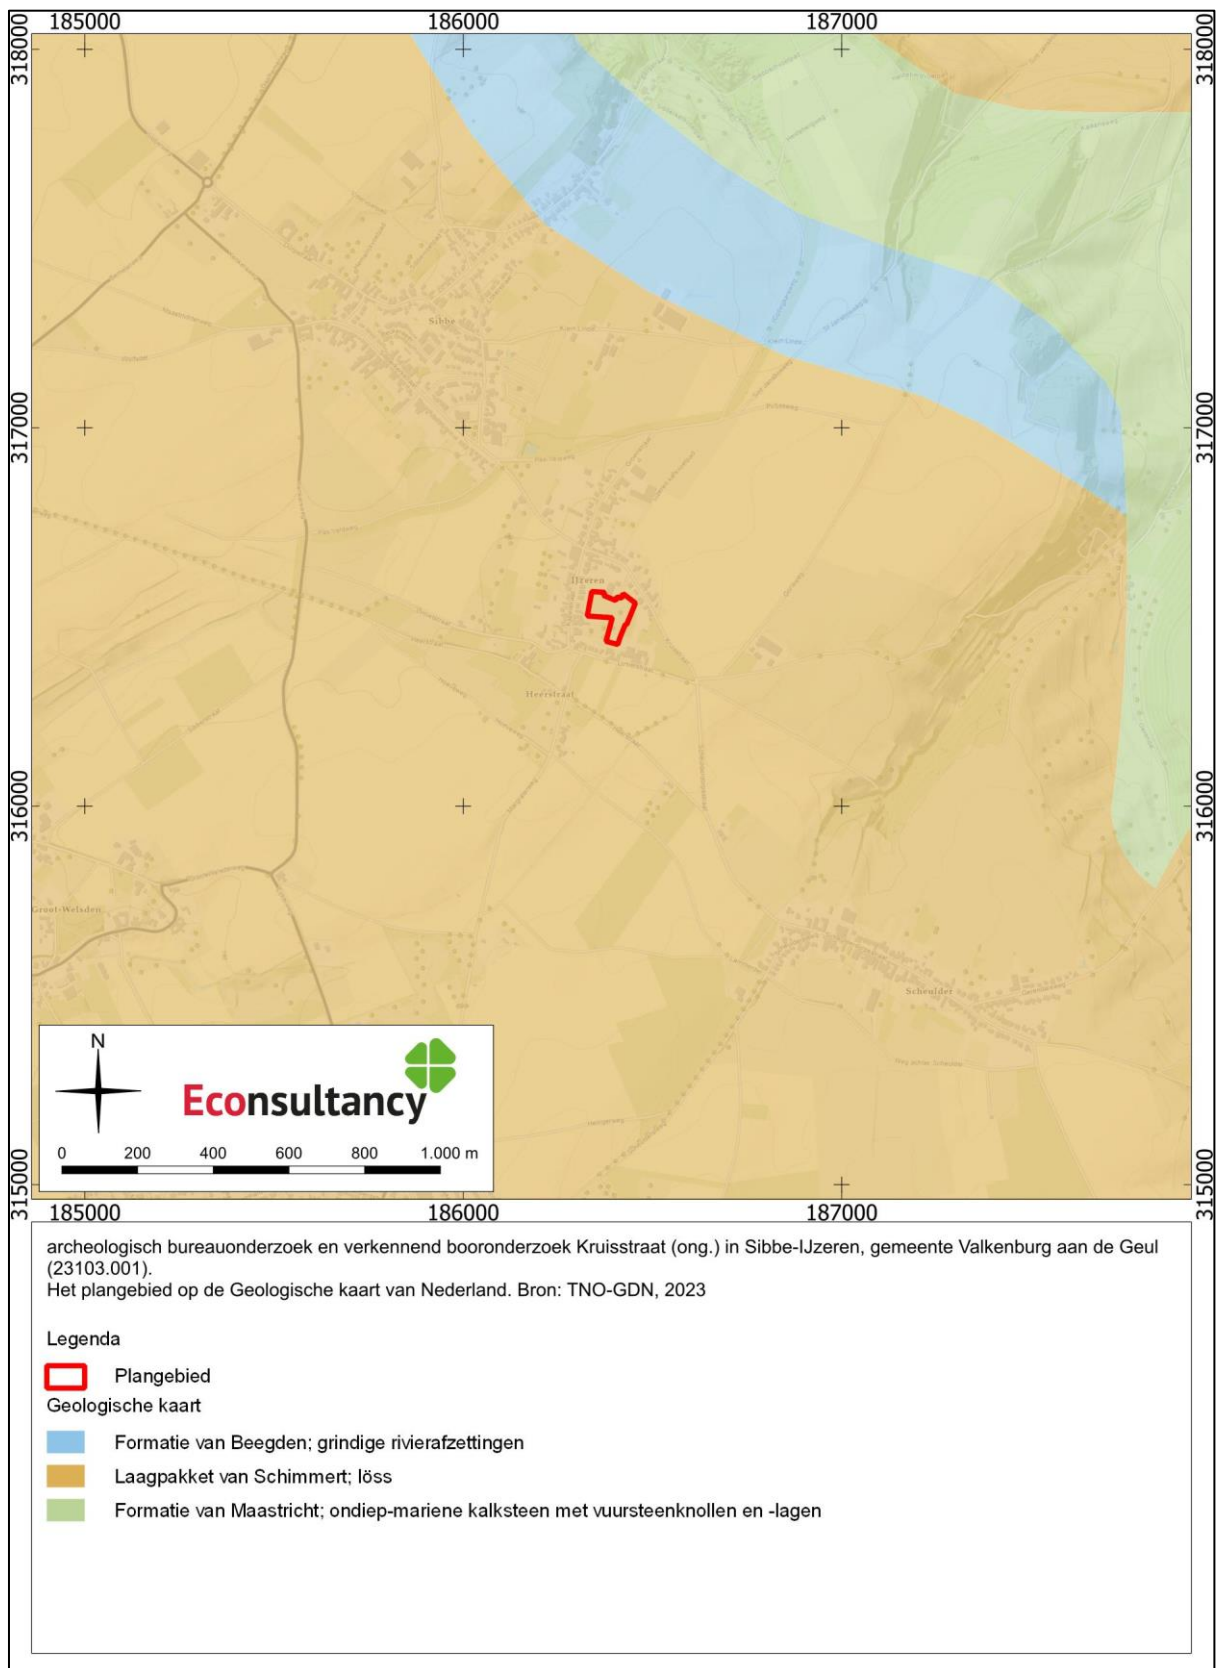 185000 186000 187000
318000 318000
Sibbe
317000 317000
IJzeren
Heerstraat
316000 316000
Groot-Welsden
Scheulder
N
Econsultancy
0 200 400 600 800 1.000 m
315000 315000
185000 186000 187000
archeologisch bureauonderzoek en verkennend booronderzoek Kruisstraat (ong.) in Sibbe-IJzeren, gemeente Valkenburg aan de Geul
(23103.001).
Het plangebied op de Geologische kaart van Nederland. Bron: TNO-GDN, 2023
Legenda
Plangebied
Geologische kaart
Formatie van Beegden; grindige rivierafzettingen
Laagpakket van Schimmert; löss
Formatie van Maastricht; ondiep-mariene kalksteen met vuursteenknollen en -lagen